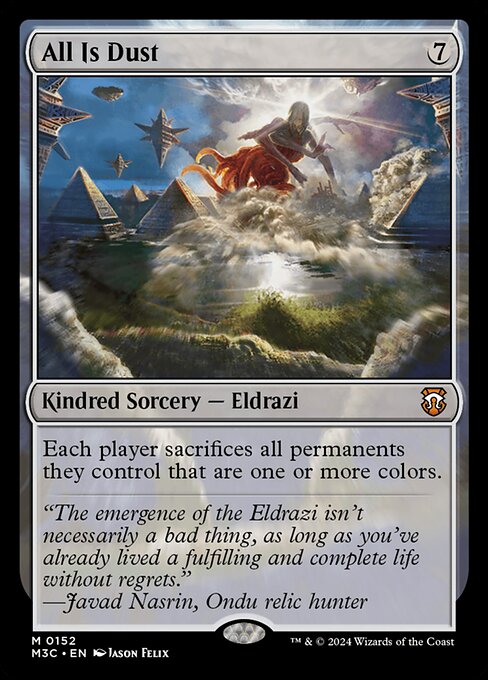 All Is Dust
7
Kindred Sorcery — Eldrazi
Each player sacrifices all permanents
they control that are one or more colors.
“The emergence of the Eldrazi isn’t
necessarily a bad thing, as long as you’ve
already lived a fulfilling and complete life
without regrets.”
—Javad Nasrin, Ondu relic hunter
M 0152
M3C • EN Jason Felix
™ & © 2024 Wizards of the Coast